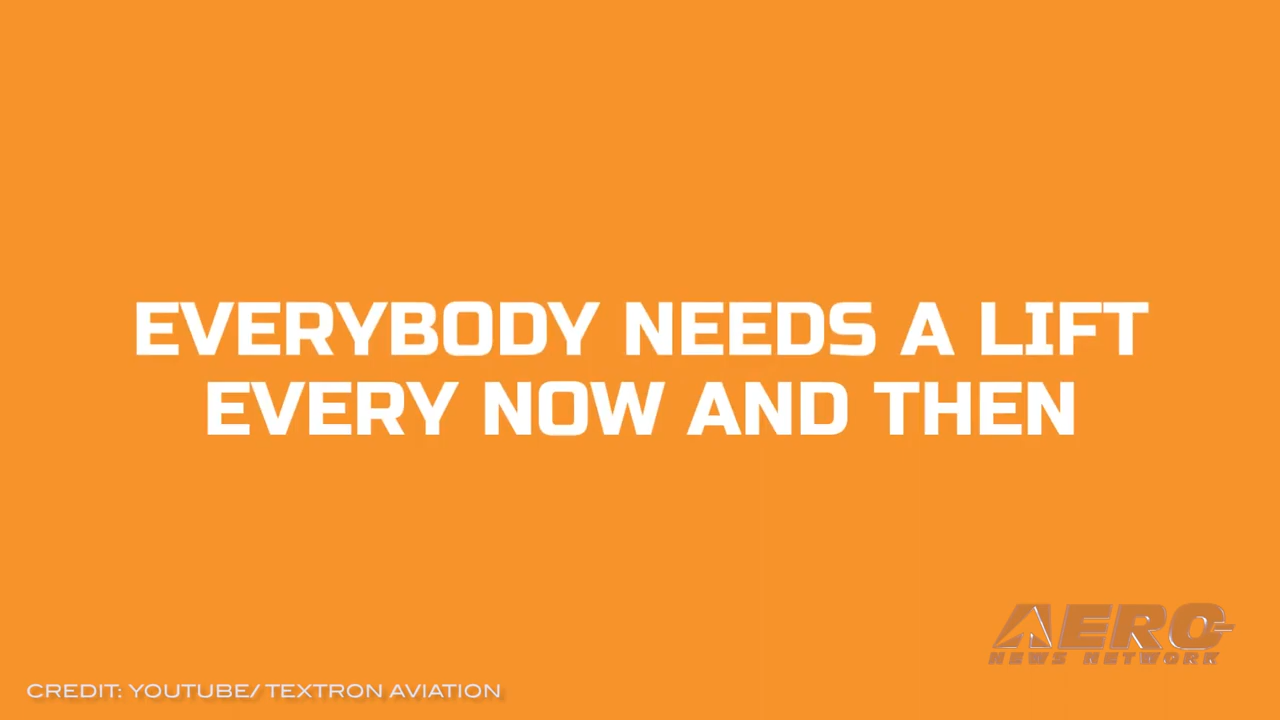 EVERYBODY NEEDS A LIFT
EVERY NOW AND THEN
AERO
NEWS NETWORK
CREDIT: YOUTUBE/ TEXTRON AVIATION